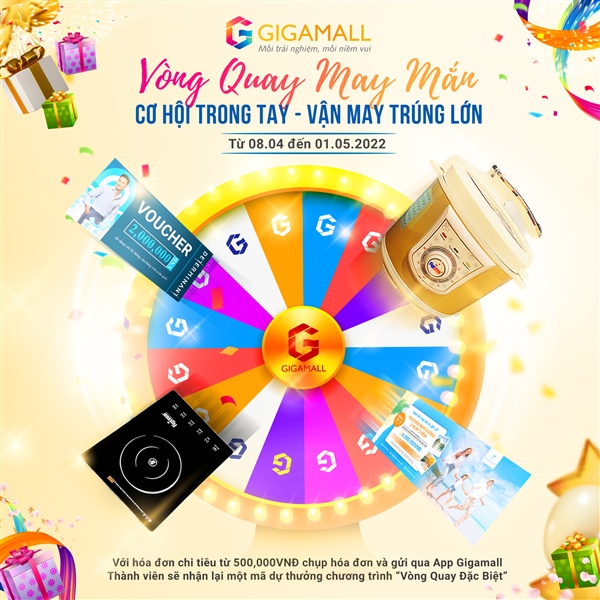 GIGAMALL
Mỗi trải nghiệm, mỗi niềm vui
Vòng Quay May Mắn
CƠ HỘI TRONG TAY - VẬN MAY TRÚNG LỚN
Từ 08.04 đến 01.05.2022
VOUCHER
2,000,000
DETERMINANT
GIGAMALL
Với hóa đơn chi tiêu từ 500,000VNĐ chụp hóa đơn và gửi qua App Gigamall
Thành viên sẽ nhận lại một mã dự thưởng chương trình “Vòng Quay Đặc Biệt”